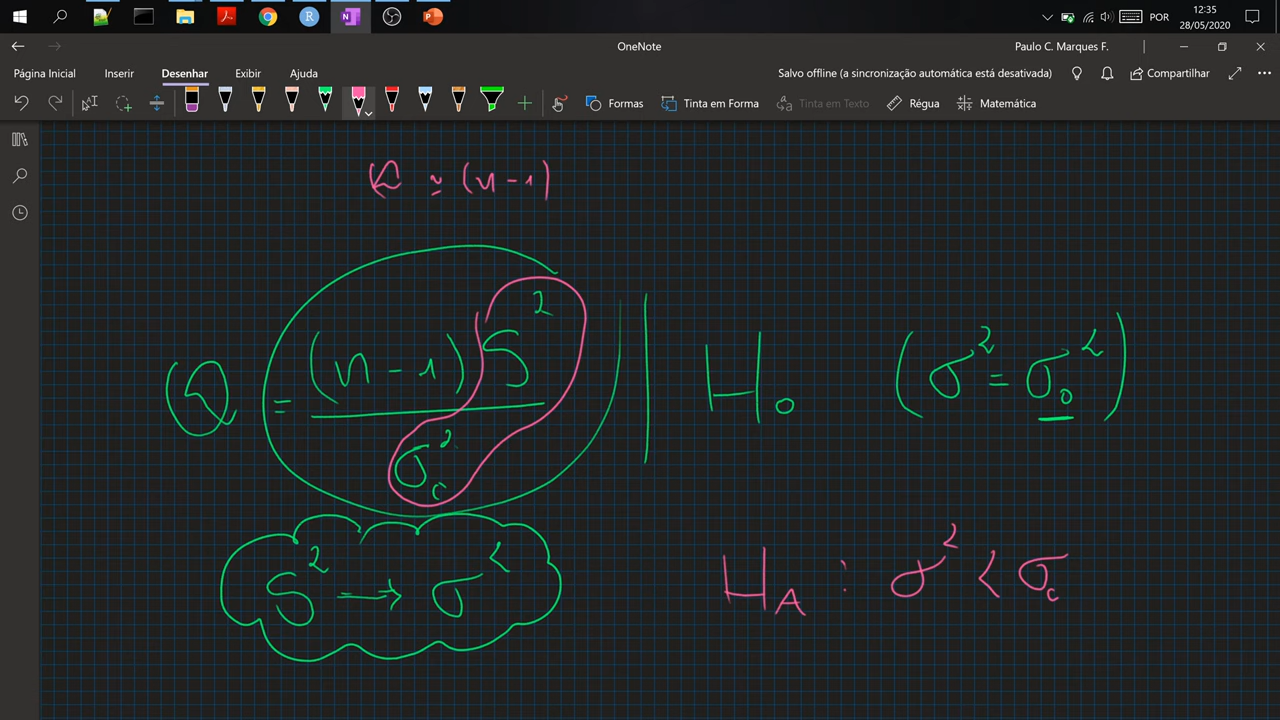 12:35
POR
28/05/2020
OneNote
Paulo C. Marques F.
Página Inicial Inserir Desenhar Exibir Ajuda
Salvo offline (a sincronização automática está desativada)
Compartilhar
Formas Tinta em Forma Tinta em Texto Régua Matemática
Q ≈ (n-1)
Q = (n-1) S²
σ₀²
H₀ (σ² = σ₀²)
S² → σ²
H_A : σ² < σ₀